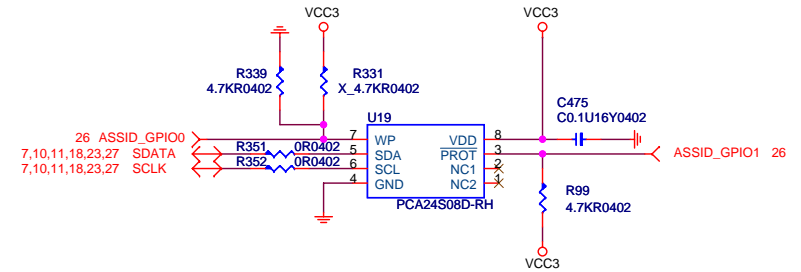 VCC3
VCC3
R339
4.7KR0402
R331
X_4.7KR0402
C475
C0.1U16Y0402
U19
26 ASSID_GPIO0
7 WP
VDD 8
7,10,11,18,23,27 SDATA
R351 0R0402
5 SDA
PROT 3
ASSID_GPIO1 26
7,10,11,18,23,27 SCLK
R352 0R0402
6 SCL
NC1 2
4 GND
NC2 1
PCA24S08D-RH
R99
4.7KR0402
VCC3